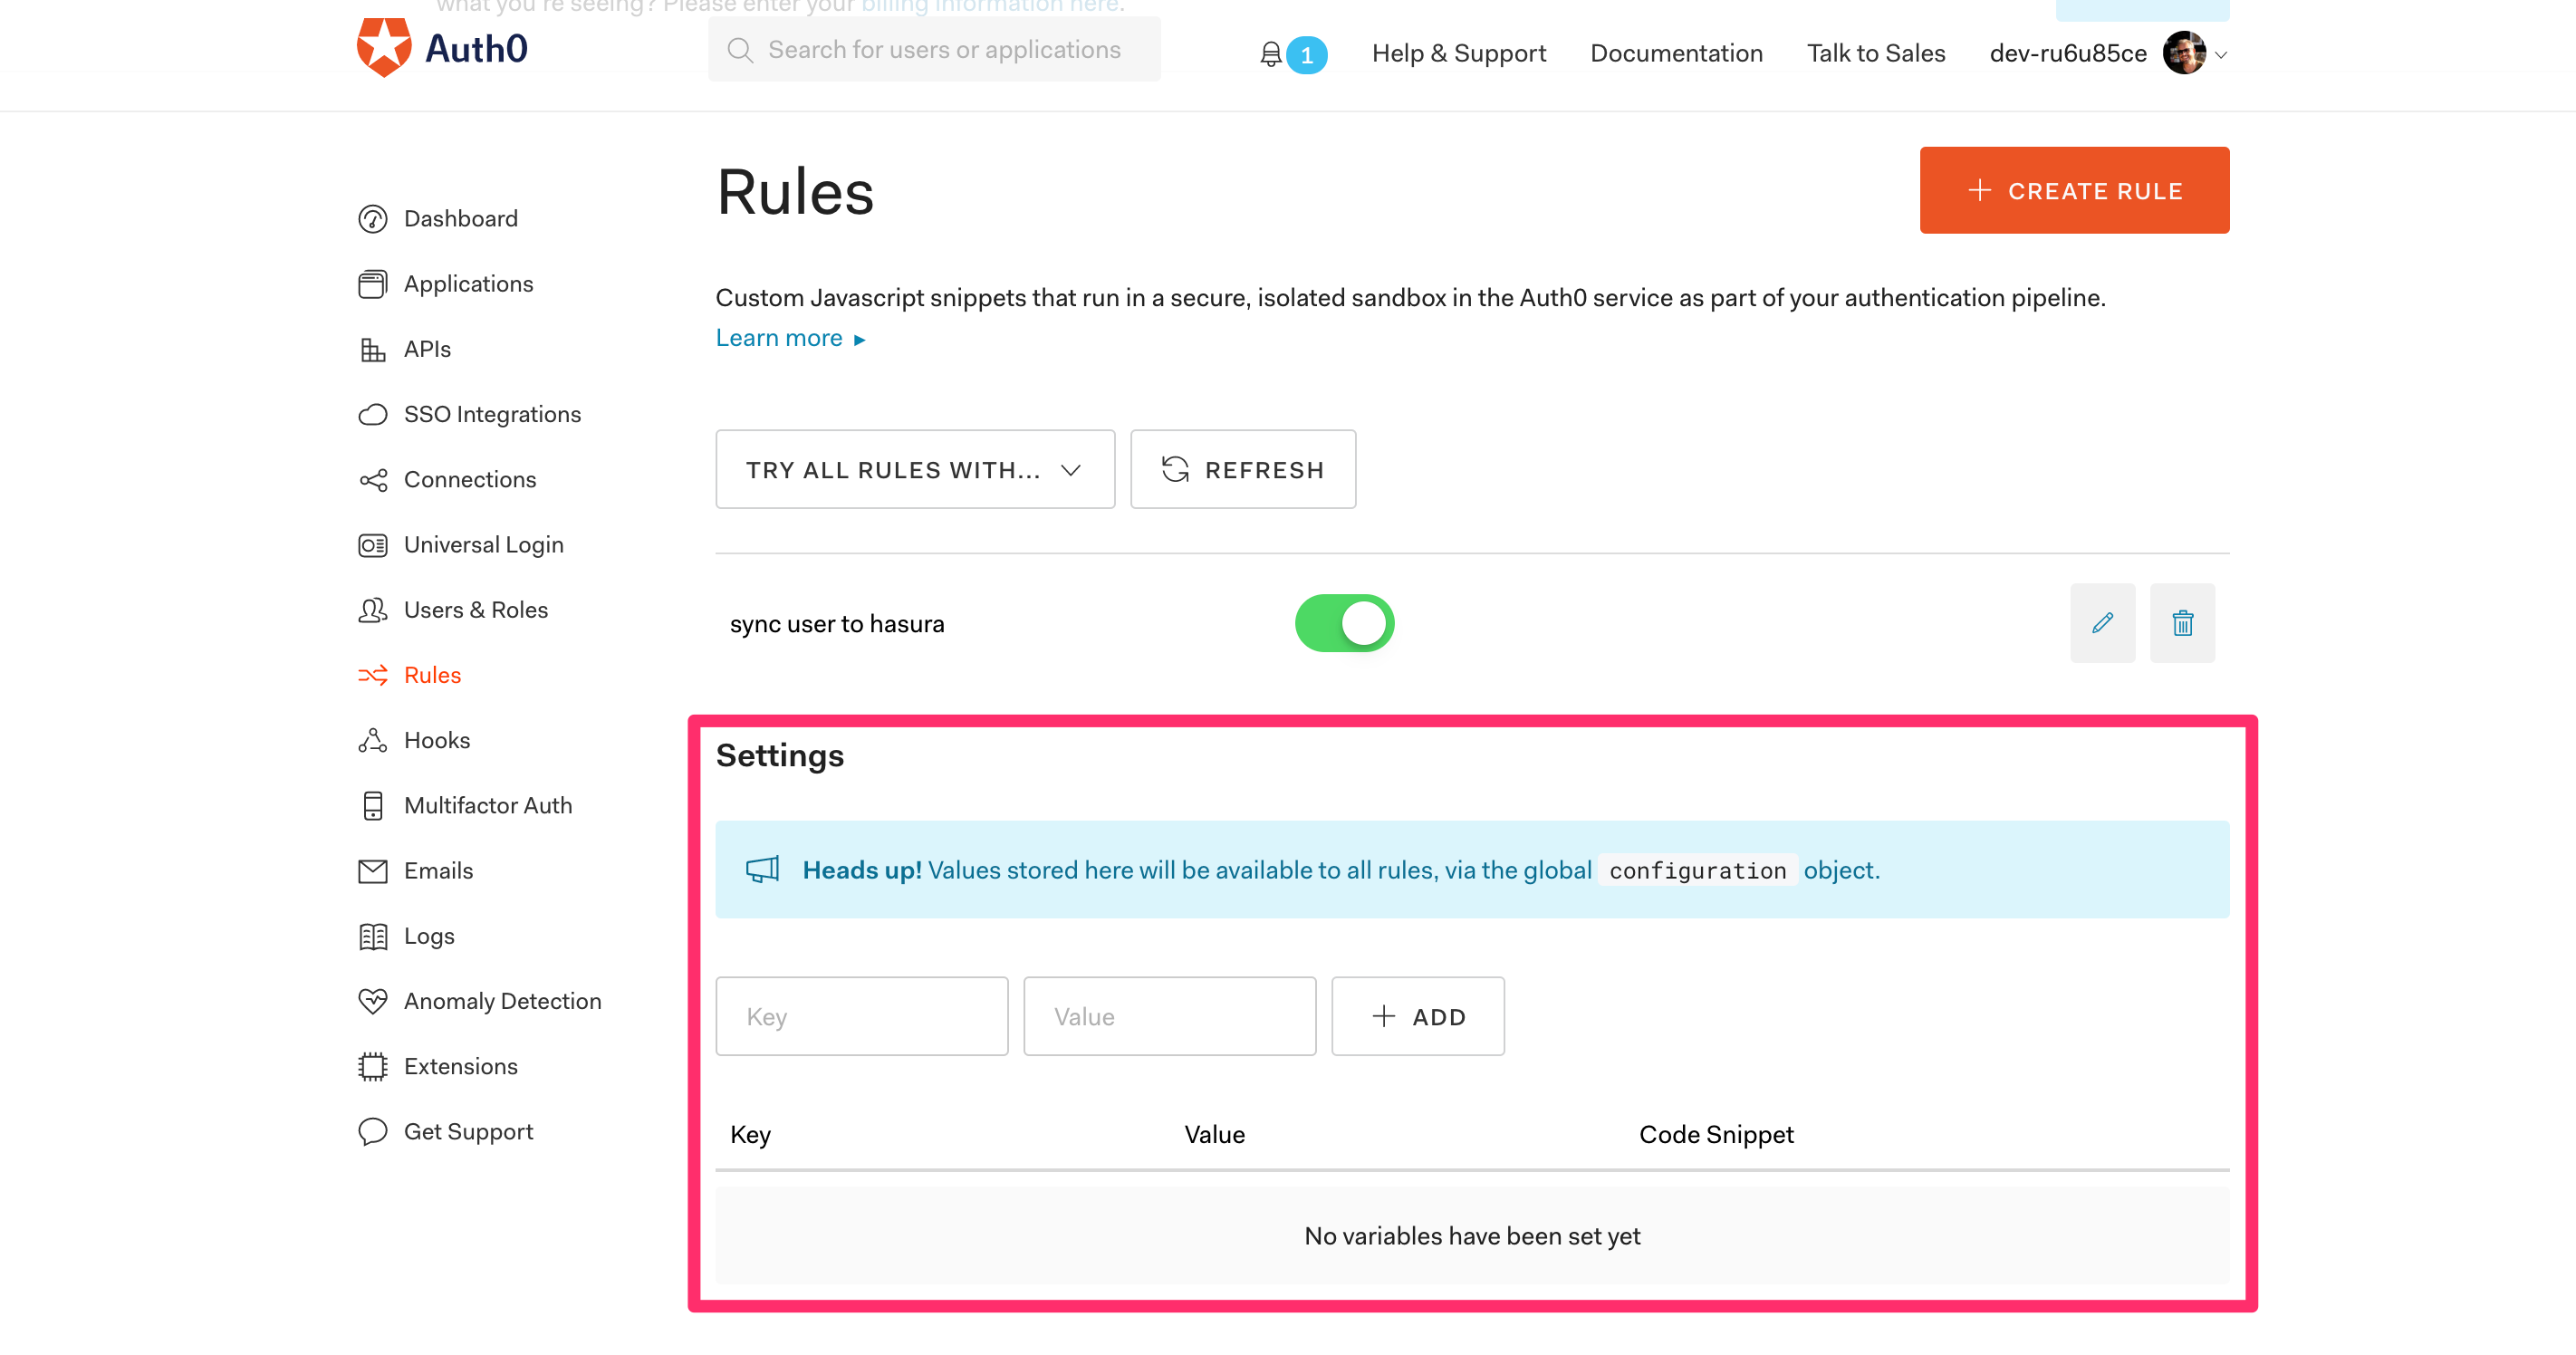 what you're seeing? Please enter your billing information here.
Auth0
Search for users or applications
1
Help & Support
Documentation
Talk to Sales
dev-ru6u85ce
Rules
+ CREATE RULE
Dashboard
Applications
APIs
SSO Integrations
Connections
Universal Login
Users & Roles
Rules
Hooks
Multifactor Auth
Emails
Logs
Anomaly Detection
Extensions
Get Support
Custom Javascript snippets that run in a secure, isolated sandbox in the Auth0 service as part of your authentication pipeline.
Learn more ▸
TRY ALL RULES WITH...
REFRESH
sync user to hasura
Settings
Heads up! Values stored here will be available to all rules, via the global configuration object.
Key
Value
+ ADD
Key
Value
Code Snippet
No variables have been set yet